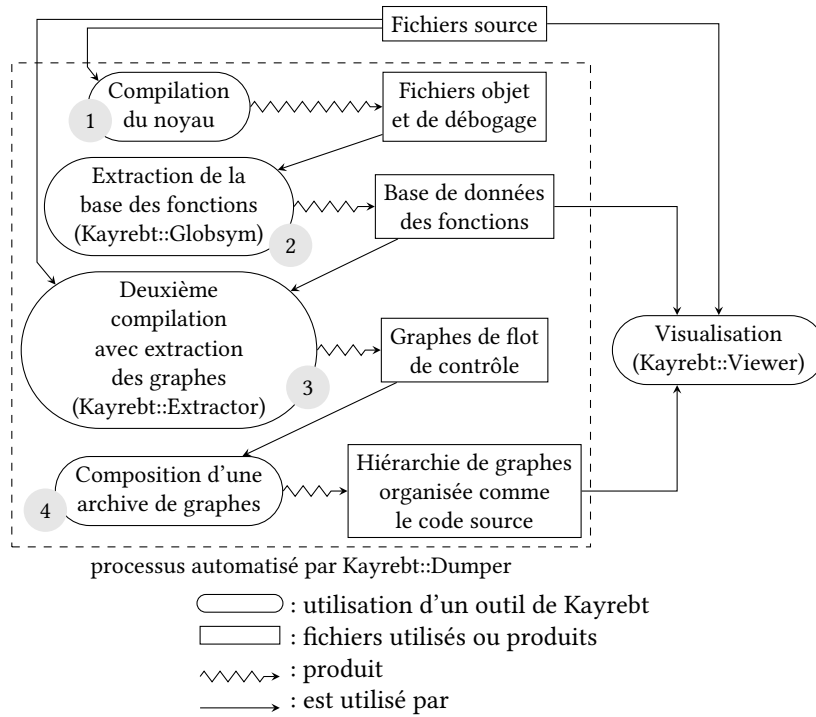 Fichiers source
Compilation
du noyau
1
Fichiers objet
et de débogage
Extraction de la
base des fonctions
(Kayrebt::Globsym)
2
Base de données
des fonctions
Deuxième
compilation
avec extraction
des graphes
(Kayrebt::Extractor)
3
Graphes de flot
de contrôle
Visualisation
(Kayrebt::Viewer)
Composition d'une
archive de graphes
4
Hiérarchie de graphes
organisée comme
le code source
processus automatisé par Kayrebt::Dumper
: utilisation d'un outil de Kayrebt
: fichiers utilisés ou produits
: produit
: est utilisé par